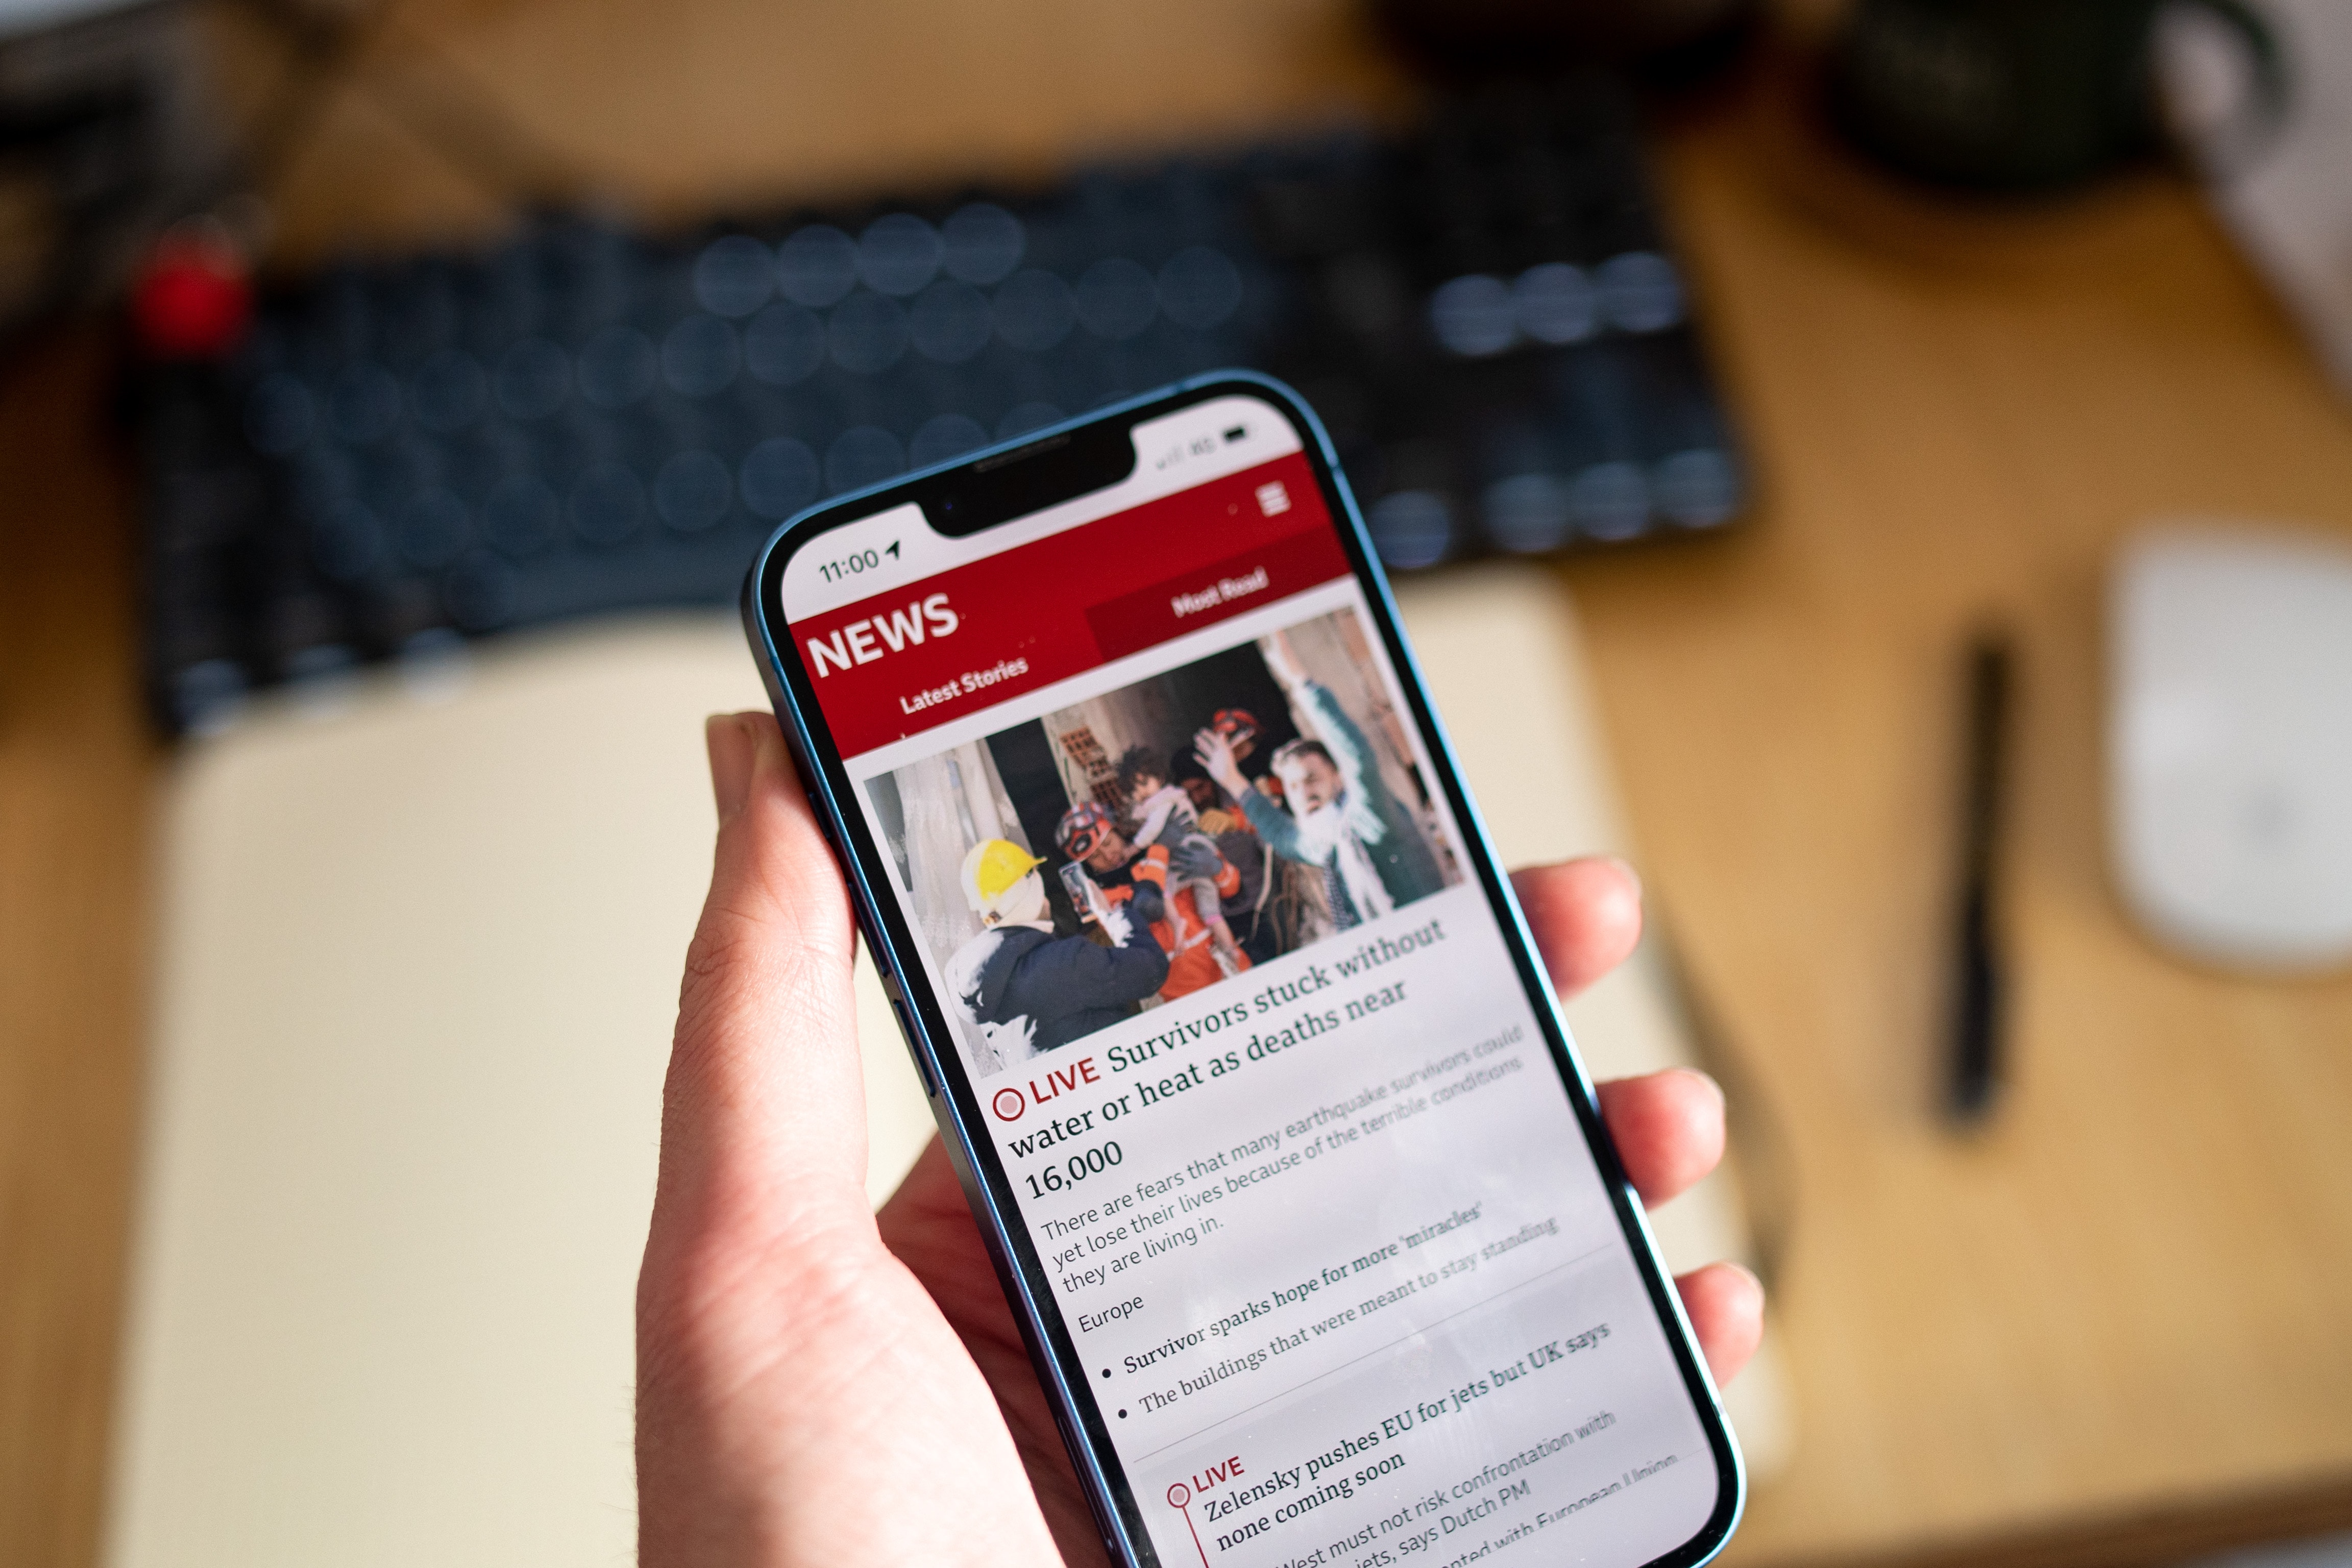 11:00
NEWS
Latest Stories
Most Read
LIVE Survivors stuck without
water or heat as deaths near
16,000
There are fears that many earthquake survivors could
yet lose their lives because of the terrible conditions
they are living in.
Europe
• Survivor sparks hope for more 'miracles'
• The buildings that were meant to stay standing
LIVE
Zelensky pushes EU for jets but UK says
none coming soon
West must not risk confrontation with
jets, says Dutch PM
with European Union